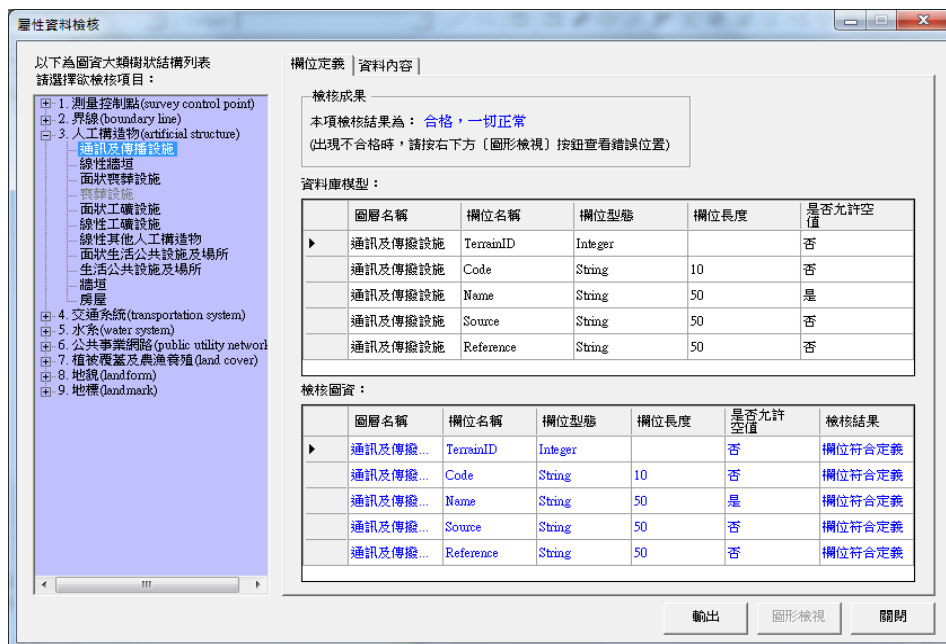 屬性資料檢核
以下為圖資大類樹狀結構列表
請選擇欲檢核項目：
1. 測量控制點(survey control point)
2. 界線(boundary line)
3. 人工構造物(artificial structure)
通訊及傳播設施
線性牆垣
面狀喪葬設施
喪葬設施
面狀工礦設施
線性工礦設施
線性其他人工構造物
面狀生活公共設施及場所
生活公共設施及場所
牆垣
房屋
4. 交通系統(transportation system)
5. 水系(water system)
6. 公共事業網路(public utility network
7. 植被覆蓋及農漁養殖(land cover)
8. 地貌(landform)
9. 地標(landmark)
欄位定義 資料內容
檢核成果
本項檢核結果為： 合格，一切正常
(出現不合格時，請按右下方〔圖形檢視〕按鈕查看錯誤位置)
資料庫模型：
圖層名稱 欄位名稱 欄位型態 欄位長度 是否允許空值
通訊及傳撥設施 TerrainID Integer 否
通訊及傳撥設施 Code String 10 否
通訊及傳撥設施 Name String 50 是
通訊及傳撥設施 Source String 50 否
通訊及傳撥設施 Reference String 50 否
檢核圖資：
圖層名稱 欄位名稱 欄位型態 欄位長度 是否允許空值 檢核結果
通訊及傳撥... TerrainID Integer 否 欄位符合定義
通訊及傳撥... Code String 10 否 欄位符合定義
通訊及傳撥... Name String 50 是 欄位符合定義
通訊及傳撥... Source String 50 否 欄位符合定義
通訊及傳撥... Reference String 50 否 欄位符合定義
輸出 圖形檢視 關閉